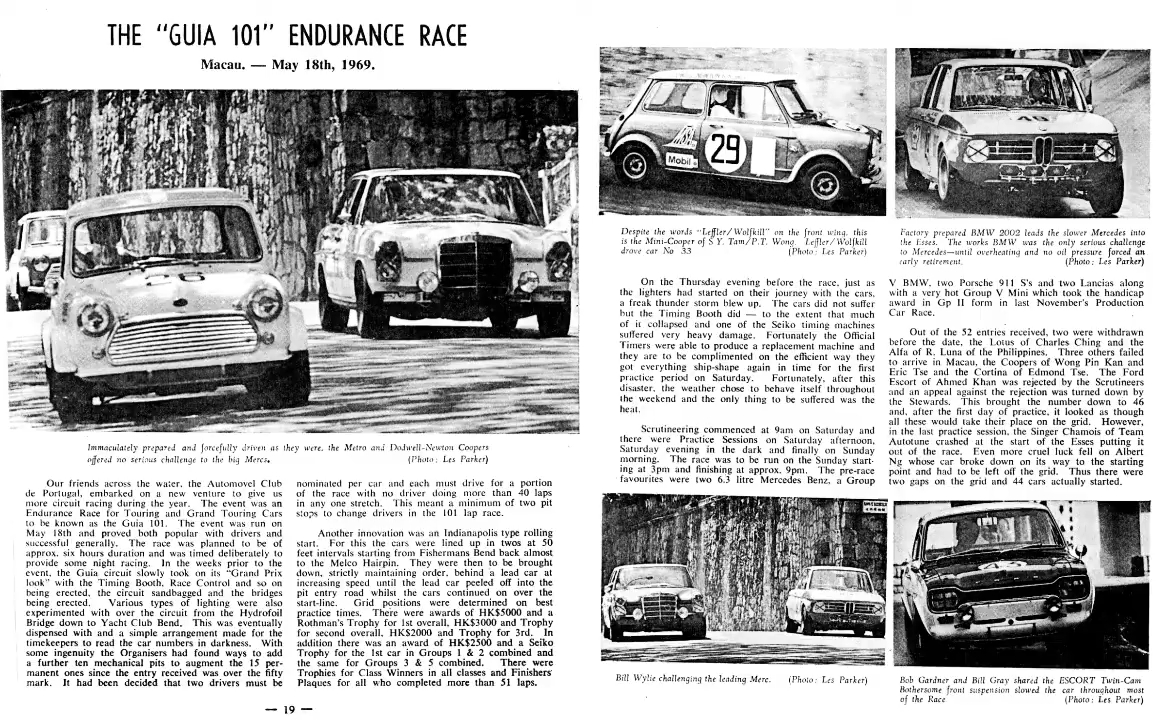 THE "GUIA 101" ENDURANCE RACE
Macau. — May 18th, 1969.
Immaculately prepared and forcefully driven as they were, the Metro and Dodwell-Newton Coopers
offered no serious challenge to the big Mercs. (Photo: Les Parker)
Our friends across the water, the Automovel Club
de Portugal, embarked on a new venture to give us
more circuit racing during the year. The event was an
Endurance Race for Touring and Grand Touring Cars
to be known as the Guia 101. The event was run on
May 18th and proved both popular with drivers and
successful generally. The race was planned to be of
approx. six hours duration and was timed deliberately to
provide some night racing. In the weeks prior to the
event, the Guia circuit slowly took on its "Grand Prix
look" with the Timing Booth, Race Control and so on
being erected, the circuit sandbagged and the bridges
being erected. Various types of lighting were also
experimented with over the circuit from the Hydrofoil
Bridge down to Yacht Club Bend. This was eventually
dispensed with and a simple arrangement made for the
timekeepers to read the car numbers in darkness. With
some ingenuity the Organisers had found ways to add
a further ten mechanical pits to augment the 15 per-
manent ones since the entry received was over the fifty
mark. It had been decided that two drivers must be
nominated per car and each must drive for a portion
of the race with no driver doing more than 40 laps
in any one stretch. This meant a minimum of two pit
stops to change drivers in the 101 lap race.
Another innovation was an Indianapolis type rolling
start. For this the cars were lined up in twos at 50
feet intervals starting from Fishermans Bend back almost
to the Melco Hairpin. They were then to be brought
down, strictly maintaining order, behind a lead car at
increasing speed until the lead car peeled off into the
pit entry road whilst the cars continued on over the
start-line. Grid positions were determined on best
practice times. There were awards of HK$5000 and a
Rothman's Trophy for 1st overall, HK$3000 and Trophy
for second overall, HK$2000 and Trophy for 3rd. In
addition there was an award of HK$2500 and a Seiko
Trophy for the 1st car in Groups 1 & 2 combined and
the same for Groups 3 & 5 combined. There were
Trophies for Class Winners in all classes and Finishers'
Plaques for all who completed more than 51 laps.
— 19 —
29
Mobil
Despite the words "Leffler/Wolfkill" on the front wing, this
is the Mini-Cooper of S.Y. Tam/P.T. Wong. Leffler/Wolfkill
drove car No 33 (Photo: Les Parker)
Factory prepared BMW 2002 leads the slower Mercedes into
the Esses. The works BMW was the only serious challenge
to Mercedes—until overheating and no oil pressure forced an
early retirement. (Photo: Les Parker)
On the Thursday evening before the race, just as
the lighters had started on their journey with the cars,
a freak thunder storm blew up. The cars did not suffer
but the Timing Booth did — to the extent that much
of it collapsed and one of the Seiko timing machines
suffered very heavy damage. Fortunately the Official
Timers were able to produce a replacement machine and
they are to be complimented on the efficient way they
got everything ship-shape again in time for the first
practice period on Saturday. Fortunately, after this
disaster, the weather chose to behave itself throughout
the weekend and the only thing to be suffered was the
heat.
Scrutineering commenced at 9am on Saturday and
there were Practice Sessions on Saturday afternoon,
Saturday evening in the dark and finally on Sunday
morning. The race was to be run on the Sunday start-
ing at 3pm and finishing at approx. 9pm. The pre-race
favourites were two 6.3 litre Mercedes Benz, a Group
V BMW, two Porsche 911 S's and two Lancias along
with a very hot Group V Mini which took the handicap
award in Gp II form in last November's Production
Car Race.
Out of the 52 entries received, two were withdrawn
before the date, the Lotus of Charles Ching and the
Alfa of R. Luna of the Philippines. Three others failed
to arrive in Macau, the Coopers of Wong Pin Kan and
Eric Tse and the Cortina of Edmond Tse. The Ford
Escort of Ahmed Khan was rejected by the Scrutineers
and an appeal against the rejection was turned down by
the Stewards. This brought the number down to 46
and, after the first day of practice, it looked as though
all these would take their place on the grid. However,
in the last practice session, the Singer Chamois of Team
Autotune crashed at the start of the Esses putting it
out of the race. Even more cruel luck fell on Albert
Ng whose car broke down on its way to the starting
point and had to be left off the grid. Thus there were
two gaps on the grid and 44 cars actually started.
Bill Wylie challenging the leading Merc. (Photo: Les Parker)
Bob Gardner and Bill Gray shared the ESCORT Twin-Cam
Bothersome front suspension slowed the car throughout most
of the Race (Photo: Les Parker)